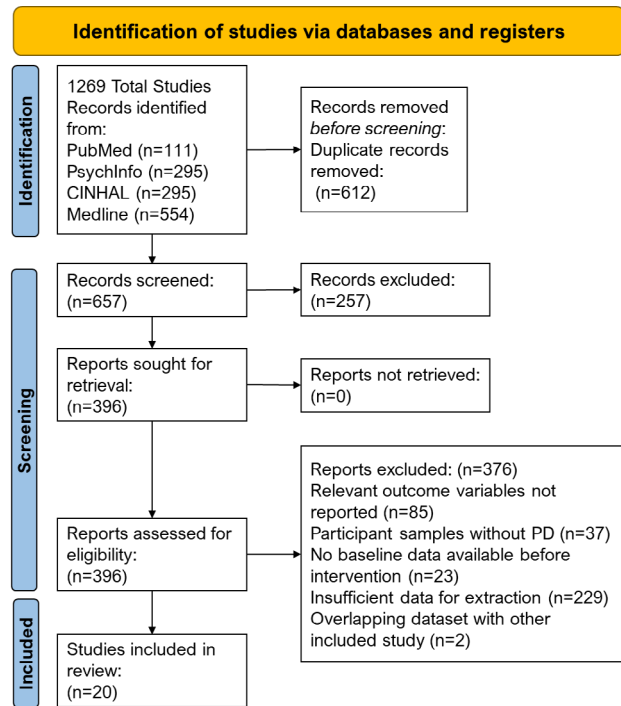 Identification of studies via databases and registers
Identification
1269 Total Studies
Records identified
from:
PubMed (n=111)
PsychInfo (n=295)
CINHAL (n=295)
Medline (n=554)
Records removed
before screening:
Duplicate records
removed:
(n=612)
Screening
Records screened:
(n=657)
Records excluded:
(n=257)
Reports sought for
retrieval:
(n=396)
Reports not retrieved:
(n=0)
Reports assessed for
eligibility:
(n=396)
Reports excluded: (n=376)
Relevant outcome variables not
reported (n=85)
Participant samples without PD (n=37)
No baseline data available before
intervention (n=23)
Insufficient data for extraction (n=229)
Overlapping dataset with other
included study (n=2)
Included
Studies included in
review:
(n=20)